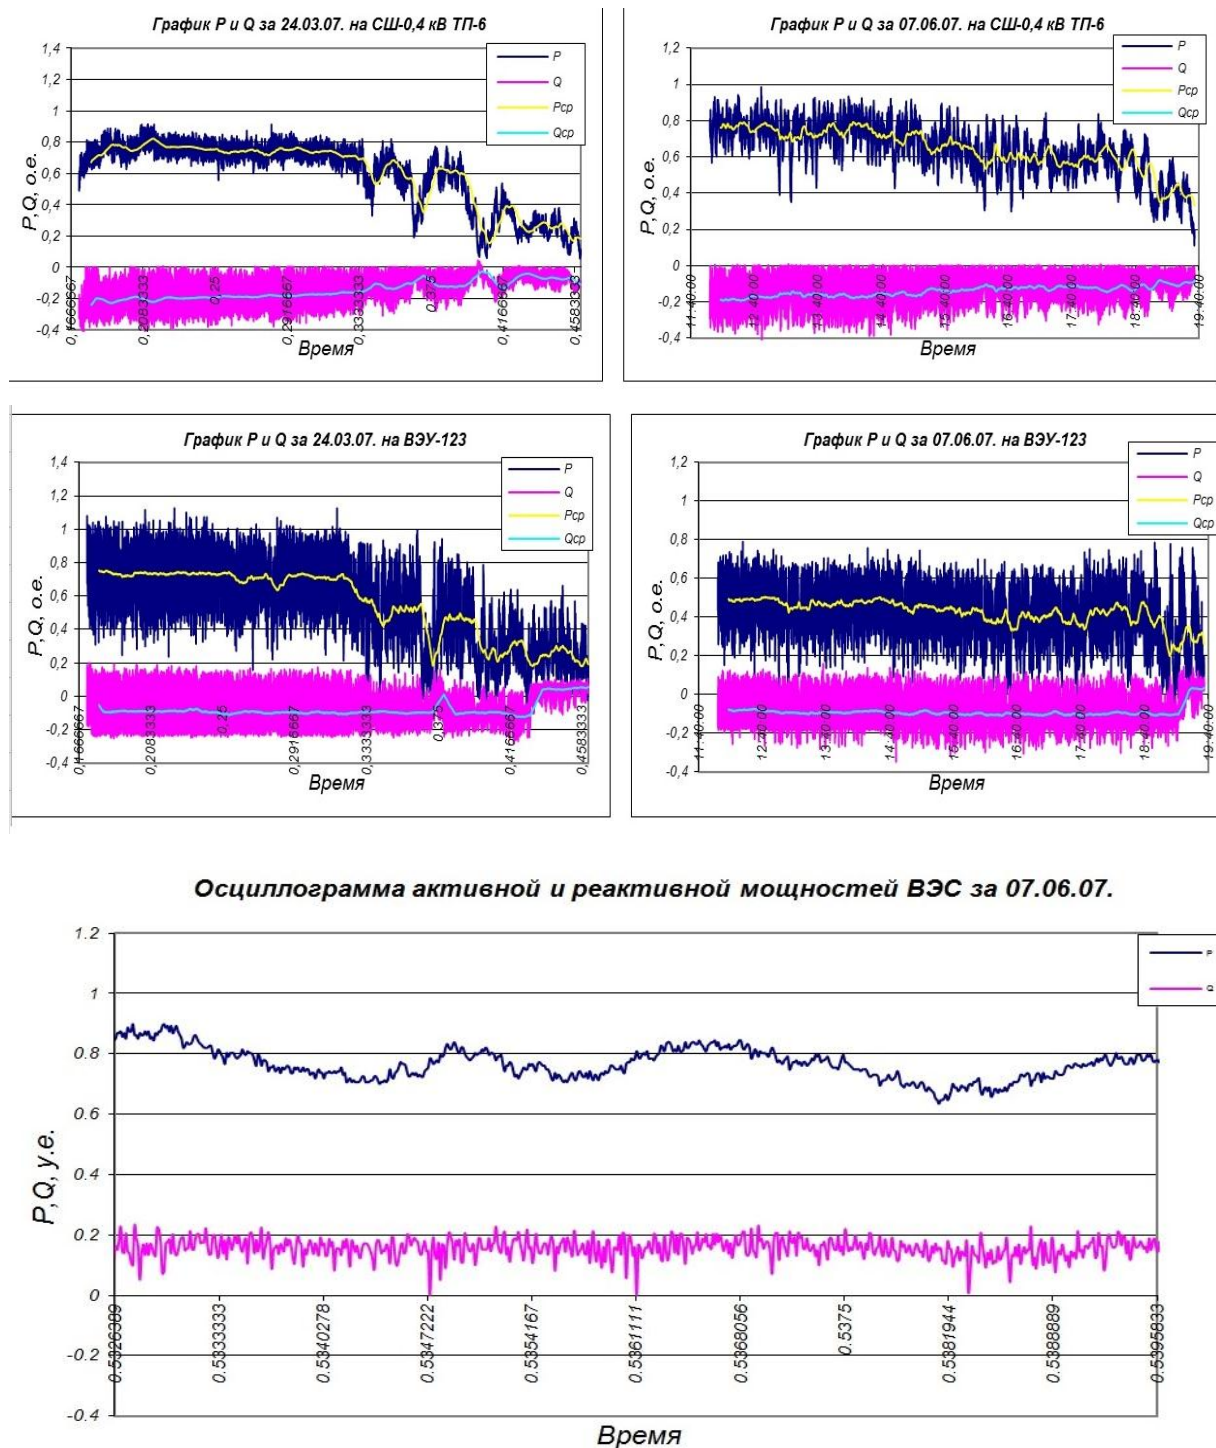 График P и Q за 24.03.07. на СШ-0,4 кВ ТП-6
1,4
1,2
1
0,8
0,6
0,4
0,2
0
-0,2
-0,4
P,Q, о.е.
0,1666667
0,2083333
0,25
0,2916667
0,3333333
0,375
0,4166667
0,4583333
Время
P
Q
Pср
Qср
График P и Q за 07.06.07. на СШ-0,4 кВ ТП-6
1,2
1
0,8
0,6
0,4
0,2
0
-0,2
-0,4
P,Q, о.е.
11:40:00
12:40:00
13:40:00
14:40:00
15:40:00
16:40:00
17:40:00
18:40:00
19:40:00
Время
P
Q
Pср
Qср
График P и Q за 24.03.07. на ВЭУ-123
1,4
1,2
1
0,8
0,6
0,4
0,2
0
-0,2
-0,4
P,Q, о.е.
0,1666667
0,2083333
0,25
0,2916667
0,3333333
0,375
0,4166667
0,4583333
Время
P
Q
Pср
Qср
График P и Q за 07.06.07. на ВЭУ-123
1,2
1
0,8
0,6
0,4
0,2
0
-0,2
-0,4
P,Q, о.е.
11:40:00
12:40:00
13:40:00
14:40:00
15:40:00
16:40:00
17:40:00
18:40:00
19:40:00
Время
P
Q
Pср
Qср
Осциллограмма активной и реактивной мощностей ВЭС за 07.06.07.
1.2
1
0.8
0.6
0.4
0.2
0
-0.2
-0.4
P,Q, у.е.
0.5326389
0.5333333
0.5340278
0.5347222
0.5354167
0.5361111
0.5368056
0.5375
0.5381944
0.5388889
0.5395833
Время
P
Q